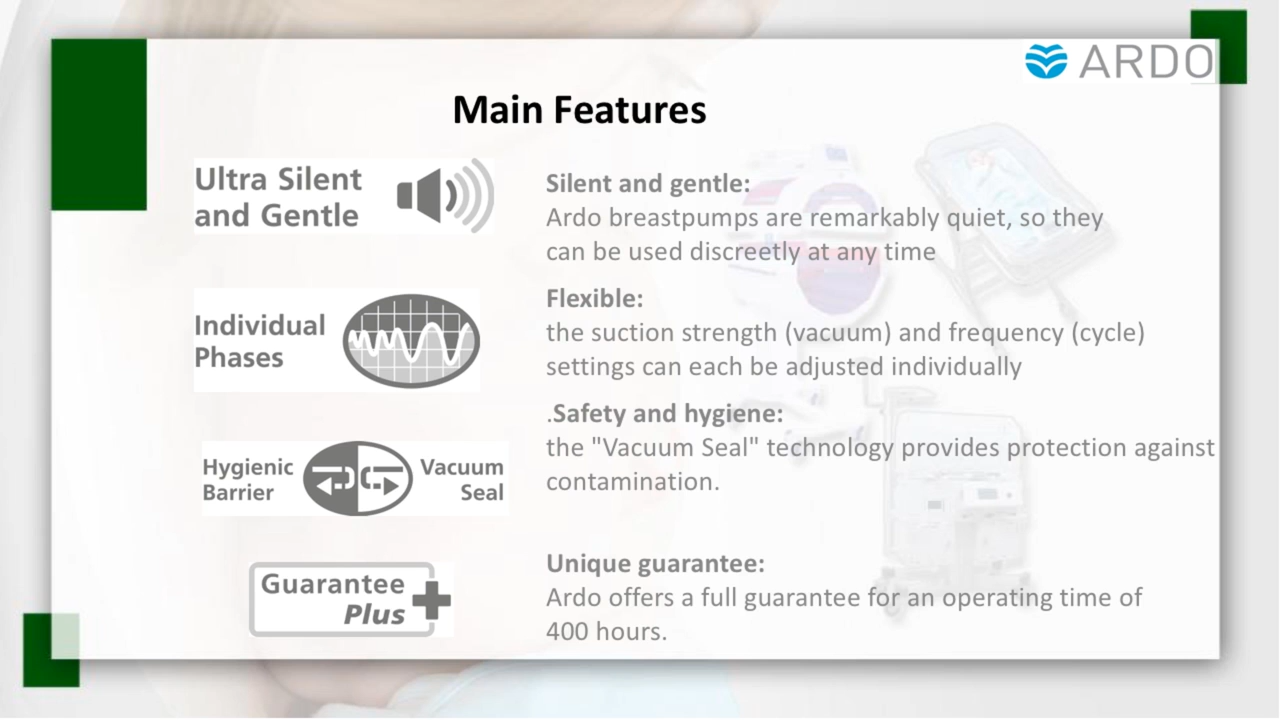 ARDO
Main Features
Ultra Silent
and Gentle
Silent and gentle:
Ardo breastpumps are remarkably quiet, so they
can be used discreetly at any time
Individual
Phases
Flexible:
the suction strength (vacuum) and frequency (cycle)
settings can each be adjusted individually
Hygienic
Barrier
Vacuum
Seal
.Safety and hygiene:
the "Vacuum Seal" technology provides protection against
contamination.
Guarantee
Plus
Unique guarantee:
Ardo offers a full guarantee for an operating time of
400 hours.